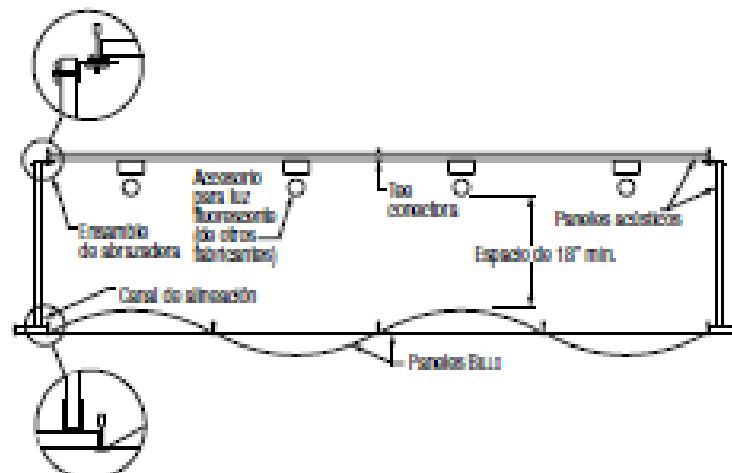 Accesorio
para luz
fluorescente
(de otros
fabricantes)
Tee
conectora
Paneles acústicos
Ensamble
de abrazadera
Espacio de 18" mín.
Canal de alineación
Paneles BILLO